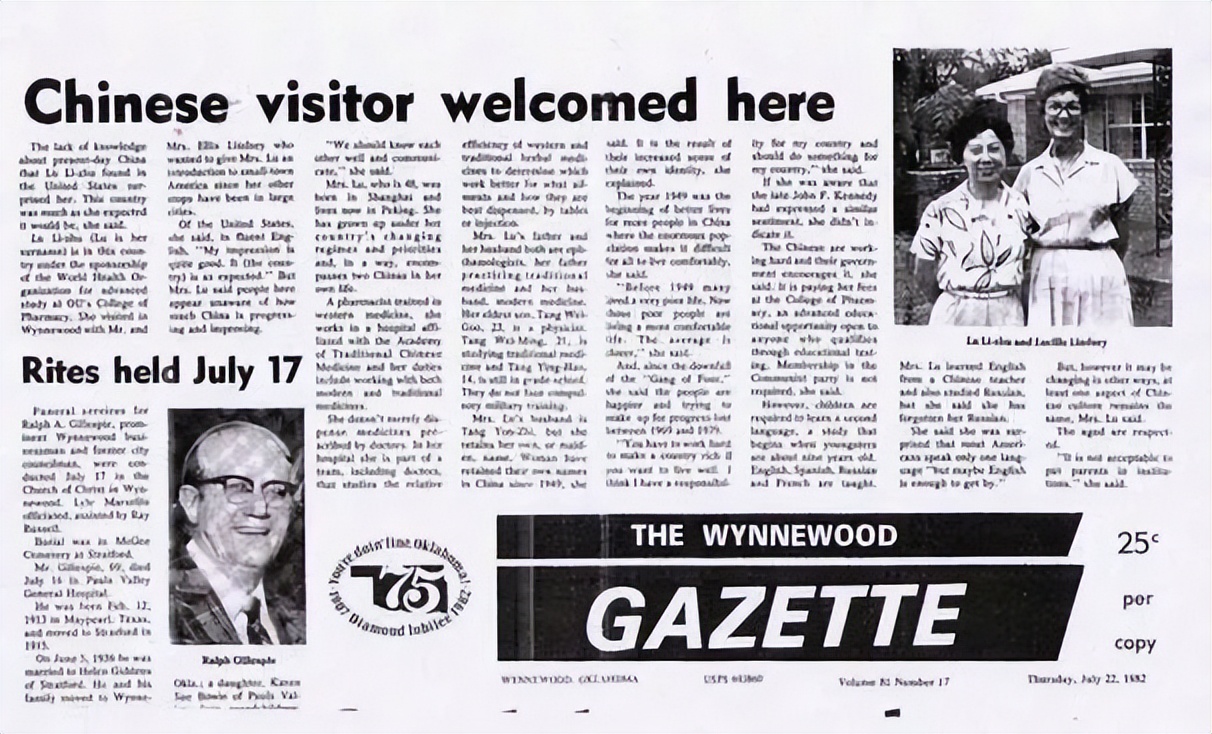 Chinese visitor welcomed here
The lack of knowledge
about present-day China
that Lu Li-shu found in
the United States sur-
prised her. This country
was much as she expected
it would be, she said.
Lu Li-shu (Lu is her
surname) is in this coun-
try under the sponsorship
of the World Health Or-
ganization for advanced
study at OU's College of
Pharmacy. She visited in
Wynnewood with Mr. and
Mrs. Ellis Lindsey who
wanted to give Mrs. Lu an
introduction to small-town
America since her other
stops have been in large
cities.
Of the United States,
she said, in fluent Eng-
lish, "My impression is
quite good. It (the coun-
try) is as expected." But
Mrs. Lu said people here
appear unaware of how
much China is progress-
ing and improving.
"We should know each
other well and communi-
cate," she said.
Mrs. Lu, who is 48, was
born in Shanghai and
lives now in Peking. She
has grown up under her
country's changing
regimes and priorities
and, in a way, encom-
passes two Chinas in her
own life.
A pharmacist trained in
western medicine, she
works in a hospital affi-
liated with the Academy
of Traditional Chinese
Medicine and her duties
include working with both
modern and traditional
medicines.
She doesn't merely dis-
pense medicines pre-
scribed by doctors. In her
hospital she is part of a
team, including doctors,
that studies the relative
efficiency of western and
traditional herbal medi-
cines to determine which
work better for what ail-
ments and how they are
best dispensed, by tablets
or injection.
Mrs. Lu's father and
her husband both are oph-
thamologists, her father
practicing traditional
medicine and her hus-
band, modern medicine.
Her eldest son, Tang Wei-
Guo, 23, is a physician.
Tang Wei-Ming, 21, is
studying traditional medi-
cine and Tang Ying-Hao,
14, is still in grade school.
They do not face compul-
sory military training.
Mrs. Lu's husband is
Tang You-Zhi, but she
retains her own, or maid-
en, name. Women have
retained their own names
in China since 1949, she
said. It is the result of
their increased sense of
their own identity, she
explained.
The year 1949 was the
beginning of better lives
for more people in China
where the enormous pop-
ulation makes it difficult
for all to live comfortably,
she said.
"Before 1949 many
lived a very poor life. Now
those poor people are
living a more comfortable
life. The average is
closer," she said.
And, since the downfall
of the "Gang of Four,"
she said the people are
happier and trying to
make up for progress lost
between 1969 and 1979.
"You have to work hard
to make a country rich if
you want to live well. I
think I have a responsibil-
ity for my country and
should do something for
my country," she said.
If she was aware that
the late John F. Kennedy
had expressed a similar
sentiment, she didn't in-
dicate it.
The Chinese are work-
ing hard and their govern-
ment encourages it, she
said. It is paying her fees
at the College of Pharm-
acy, an advanced educa-
tional opportunity open to
anyone who qualifies
through educational test-
ing. Membership in the
Communist party is not
required, she said.
However, children are
required to learn a second
language, a study that
begins when youngsters
are about nine years old.
English, Spanish, Russian
and French are taught.
Lu Li-shu and Lucille Lindsey
Mrs. Lu learned English
from a Chinese teacher
and also studied Russian,
but she said she has
forgotten her Russian.
She said she was sur-
prised that most Ameri-
cans speak only one lang-
uage "but maybe English
is enough to get by."
But, however it may be
changing in other ways, at
least one aspect of Chin-
ese culture remains the
same, Mrs. Lu said.
The aged are respect-
ed.
"It is not acceptable to
put parents in institu-
tions," she said.
Rites held July 17
Funeral services for
Ralph A. Gillespie, prom-
inent Wynnewood busi-
nessman and former city
councilman, were con-
ducted July 17 in the
Church of Christ in Wyn-
newood.
officiated, assisted by Ray
Burial was in McGee
Cemetery at Stratford.
Mr. Gillespie, 69, died
July 14 in Pauls Valley
General Hospital.
He was born Feb. 12,
1913 in Maypearl, Texas,
and moved to Stratford in
1915.
On June 5, 1936 he was
married to Helen
of Stratford. He and his
family moved to Wynne-
Ralph Gillespie
Okla.; a daughter, Karen
Sue of Pauls Val-
You're doin' fine Oklahoma!
75
1907 Diamond Jubilee 1982
THE WYNNEWOOD
GAZETTE
25¢
per
copy
WYNNEWOOD, OKLAHOMA
USPS
Volume 81 Number 17
Thursday, July 22, 1982